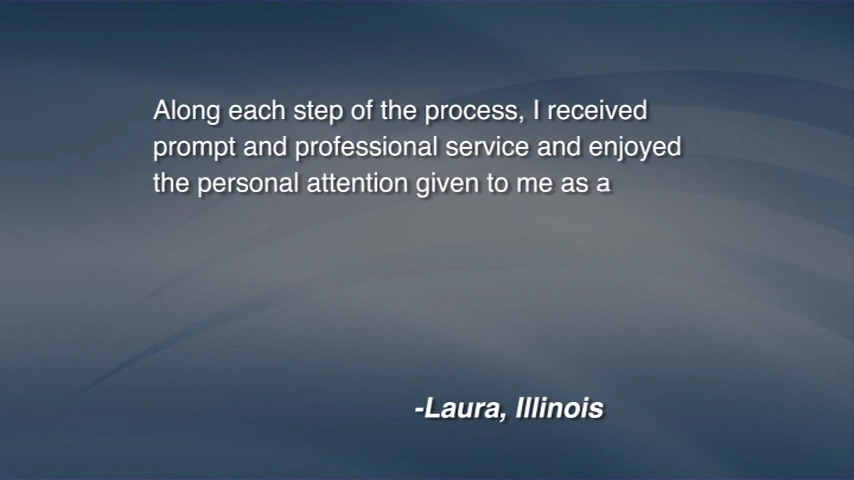 Along each step of the process, I received
prompt and professional service and enjoyed
the personal attention given to me as a
-Laura, Illinois